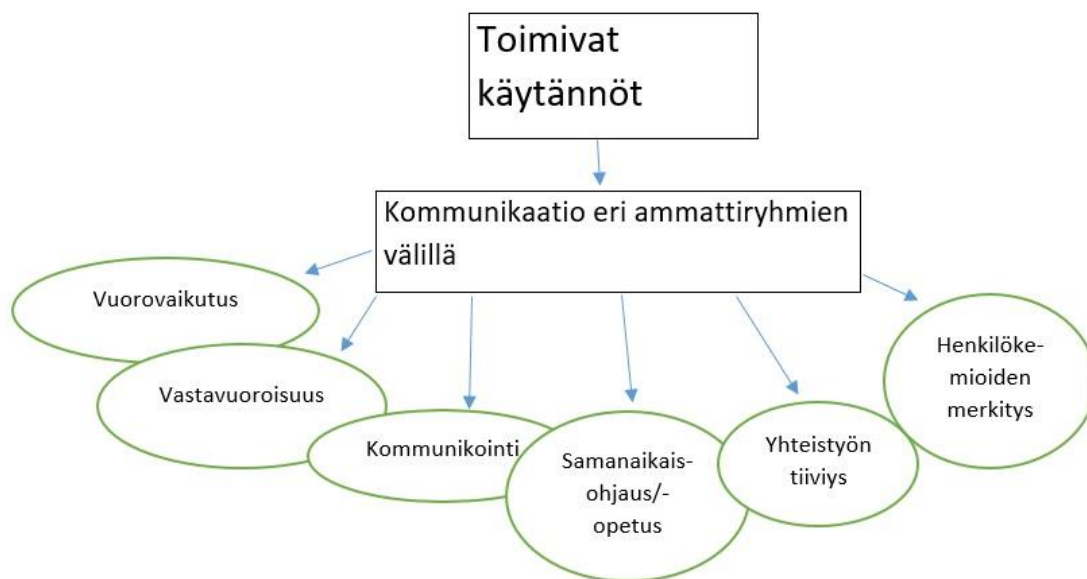 Toimivat
käytännöt
Kommunikaatio eri ammattiryhmien
välillä
Vuorovaikutus
Vastavuoroisuus
Kommunikointi
Samanaikais-
ohjaus/-
opetus
Yhteistyön
tiiviys
Henkilöke-
mioiden
merkitys